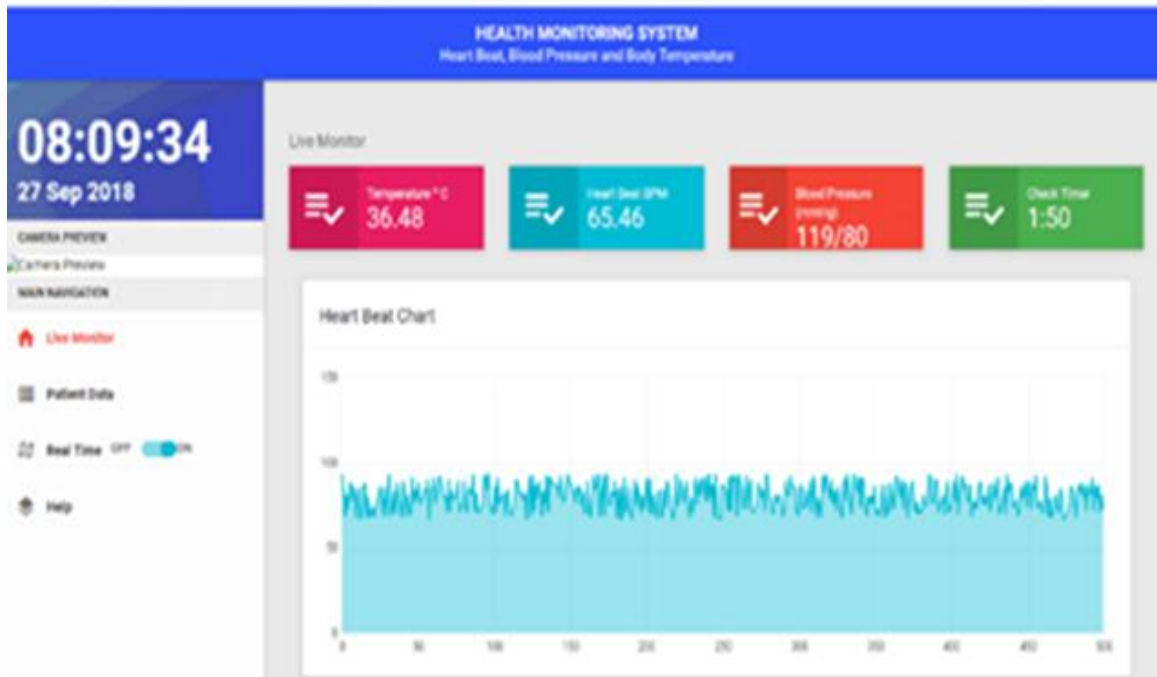 HEALTH MONITORING SYSTEM
Heart Beat, Blood Pressure and Body Temperature
08:09:34
27 Sep 2018
CAMERA PREVIEW
Camera Preview
MAIN NAVIGATION
Live Monitor
Patient Data
Real Time OFF ON
Help
Live Monitor
Temperature ° C
36.48
Heart Beat BPM
65.46
Blood Pressure
(mmHg)
119/80
Check Timer
1:50
Heart Beat Chart
150
100
50
0
0 50 100 150 200 250 300 350 400 450 500